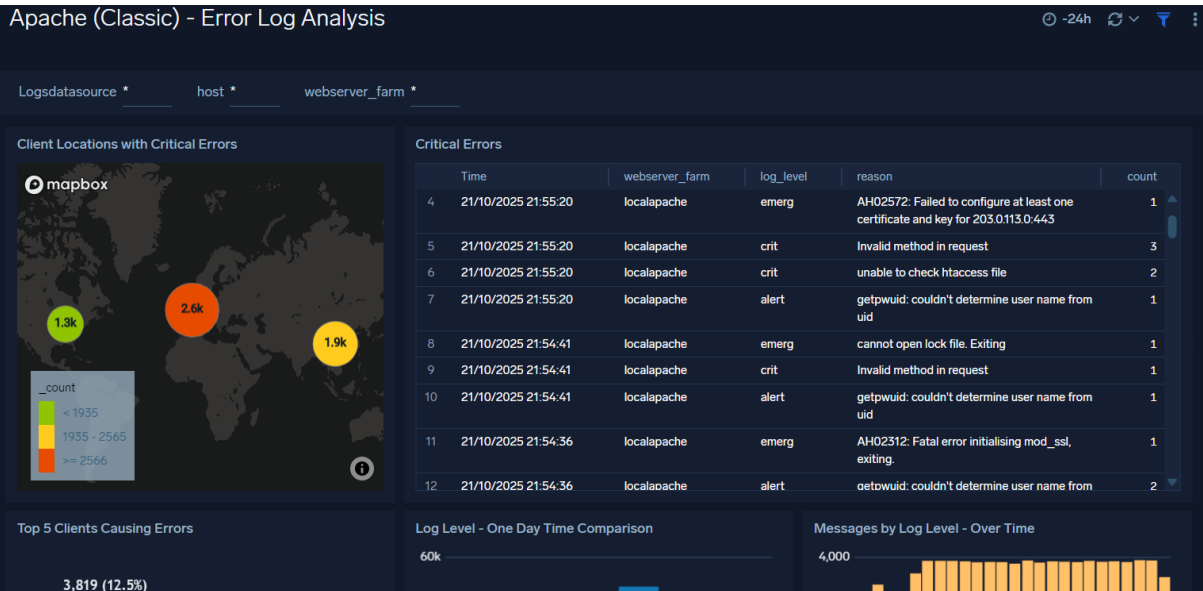 Apache (Classic) - Error Log Analysis
-24h
Logsdatasource * host * webserver_farm *
Client Locations with Critical Errors
mapbox
1.3k
2.6k
1.9k
_count
< 1935
1935 - 2565
>= 2566
Critical Errors
Time webserver_farm log_level reason count
4 21/10/2025 21:55:20 localapache emerg AH02572: Failed to configure at least one 1
certificate and key for 203.0.113.0:443
5 21/10/2025 21:55:20 localapache crit Invalid method in request 3
6 21/10/2025 21:55:20 localapache crit unable to check htaccess file 2
7 21/10/2025 21:55:20 localapache alert getpwuid: couldn't determine user name from 1
uid
8 21/10/2025 21:54:41 localapache emerg cannot open lock file. Exiting 1
9 21/10/2025 21:54:41 localapache crit Invalid method in request 1
10 21/10/2025 21:54:41 localapache alert getpwuid: couldn't determine user name from 1
uid
11 21/10/2025 21:54:36 localapache emerg AH02312: Fatal error initialising mod_ssl, 1
exiting.
12 21/10/2025 21:54:36 localapache alert getpwuid: couldn't determine user name from 2
Top 5 Clients Causing Errors
3,819 (12.5%)
Log Level - One Day Time Comparison
60k
Messages by Log Level - Over Time
4,000